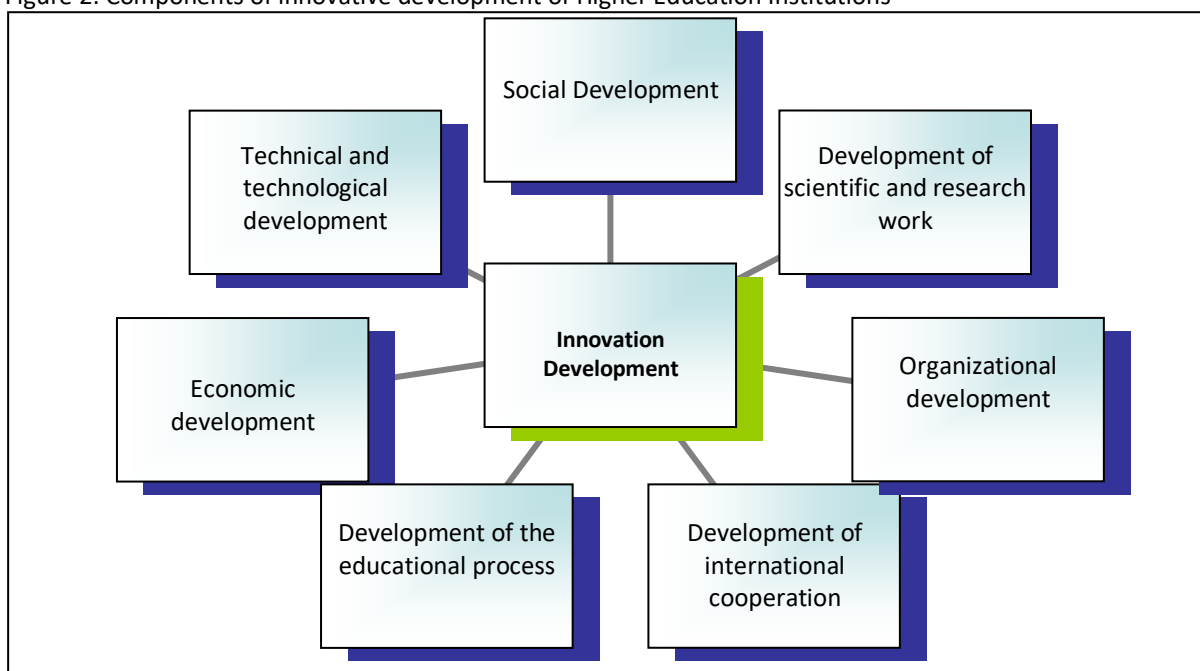 Figure 2. Components of innovative development of Higher Education Institutions
Social Development
Technical and
technological
development
Development of
scientific and research
work
Innovation
Development
Economic
development
Organizational
development
Development of the
educational process
Development of
international
cooperation